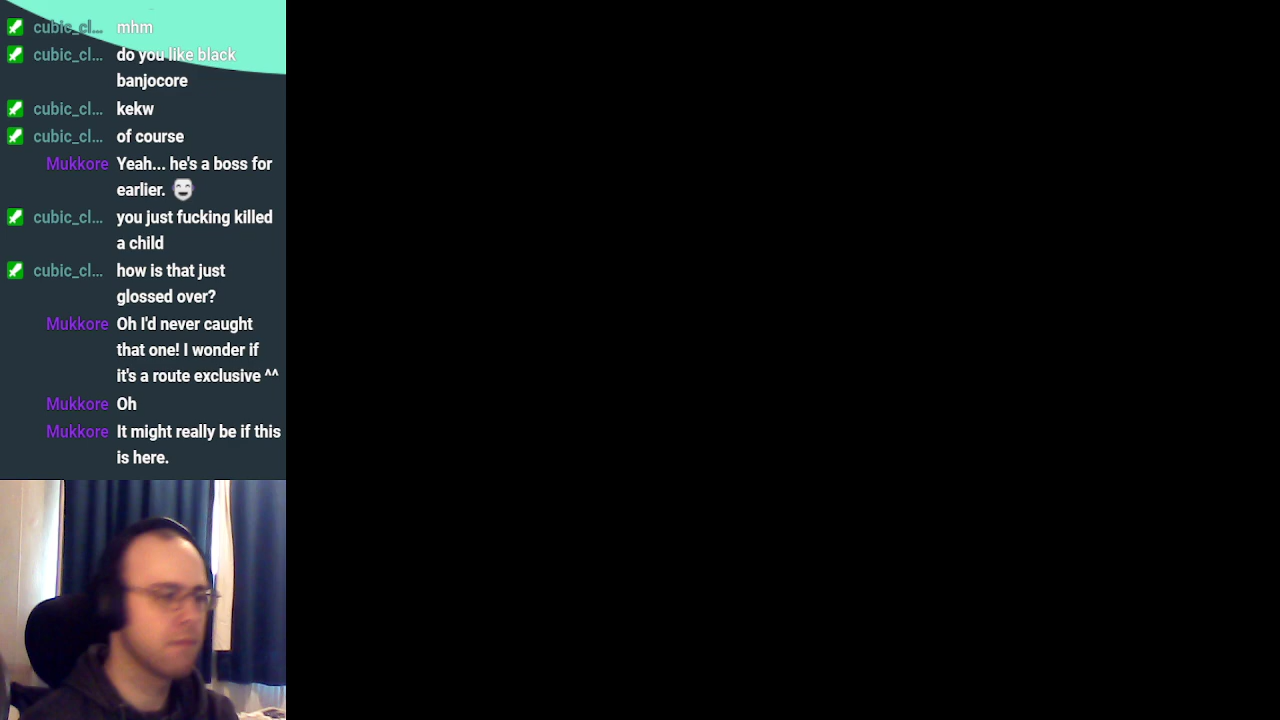 cubic_cl... mhm
cubic_cl... do you like black
banjocore
cubic_cl... kekw
cubic_cl... of course
Mukkore Yeah... he's a boss for
earlier.
cubic_cl... you just fucking killed
a child
cubic_cl... how is that just
glossed over?
Mukkore Oh I'd never caught
that one! I wonder if
it's a route exclusive ^^
Mukkore Oh
Mukkore It might really be if this
is here.